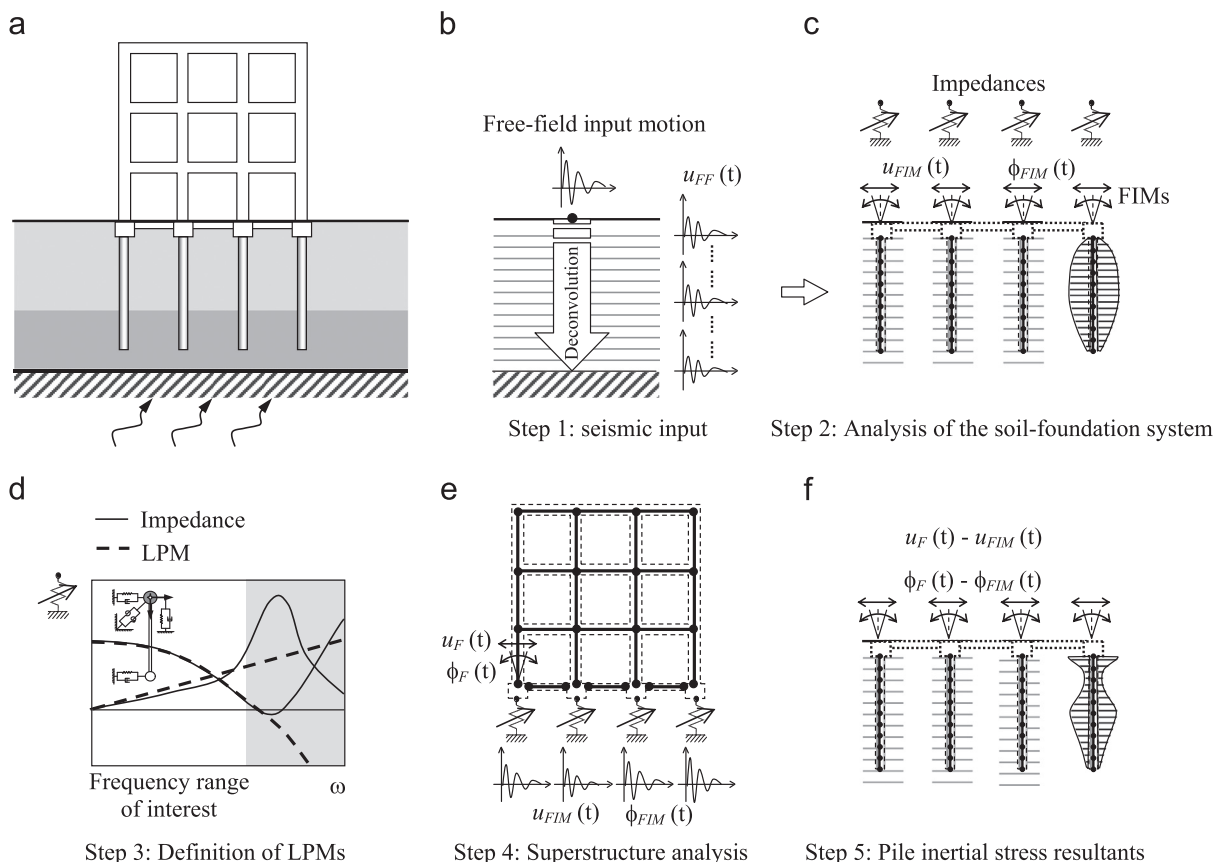 a
b
c
Free-field input motion
u_FF (t)
Deconvolution
Step 1: seismic input
Impedances
u_FIM (t)
ϕ_FIM (t)
FIMs
Step 2: Analysis of the soil-foundation system
d
Impedance
LPM
Frequency range
of interest
ω
Step 3: Definition of LPMs
e
u_F (t)
ϕ_F (t)
u_FIM (t)
ϕ_FIM (t)
Step 4: Superstructure analysis
f
u_F (t) - u_FIM (t)
ϕ_F (t) - ϕ_FIM (t)
Step 5: Pile inertial stress resultants